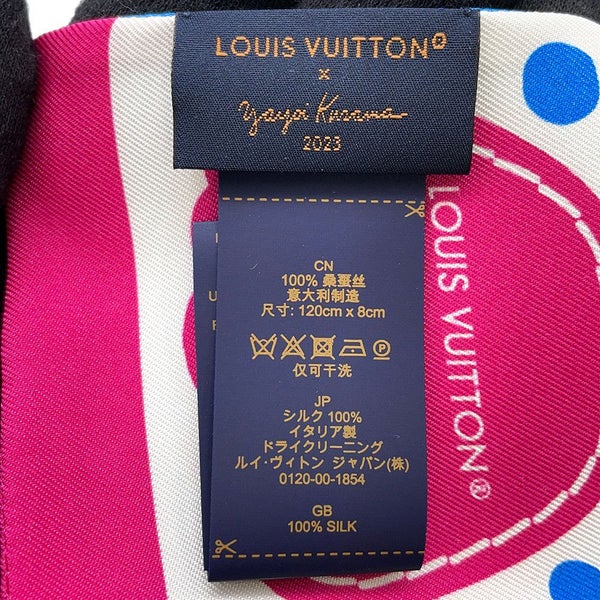 LOUIS VUITTON®
x
Yayoi Kusama
2023
CN
100% 桑蚕丝
意大利制造
尺寸: 120cm x 8cm
P
仅可干洗
JP
シルク 100%
イタリア製
ドライクリーニング
ルイ・ヴィトン ジャパン(株)
0120-00-1854
GB
100% SILK
LOUIS VUITTON®